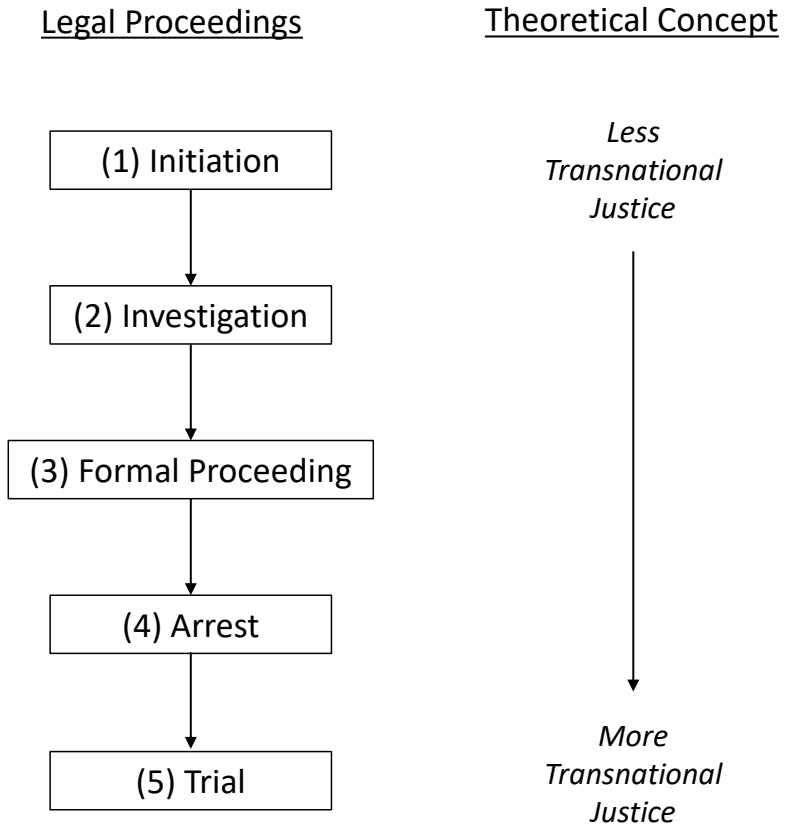 Legal Proceedings
Theoretical Concept
(1) Initiation
(2) Investigation
(3) Formal Proceeding
(4) Arrest
(5) Trial
Less
Transnational
Justice
More
Transnational
Justice